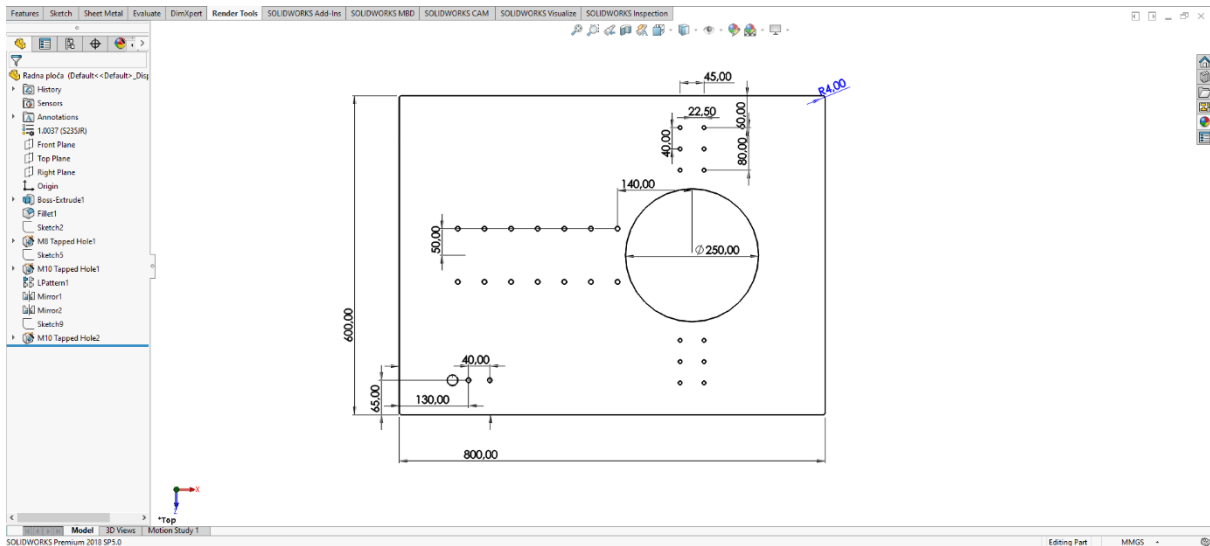 Features Sketch Sheet Metal Evaluate DimXpert Render Tools SOLIDWORKS Add-Ins SOLIDWORKS MBD SOLIDWORKS CAM SOLIDWORKS Visualize SOLIDWORKS Inspection
Radna ploča (Default<<Default>_Disp
History
Sensors
Annotations
1.0037 (S235JR)
Front Plane
Top Plane
Right Plane
Origin
Boss-Extrude1
Fillet1
Sketch2
M8 Tapped Hole1
Sketch5
M10 Tapped Hole1
LPattern1
Mirror1
Mirror2
Sketch9
M10 Tapped Hole2
45,00
R4,00
22,50
60,00
40,00
80,00
140,00
50,00
Ø250,00
600,00
40,00
65,00
130,00
800,00
X
Z
*Top
Model 3D Views Motion Study 1
SOLIDWORKS Premium 2018 SP5.0 Editing Part MMGS